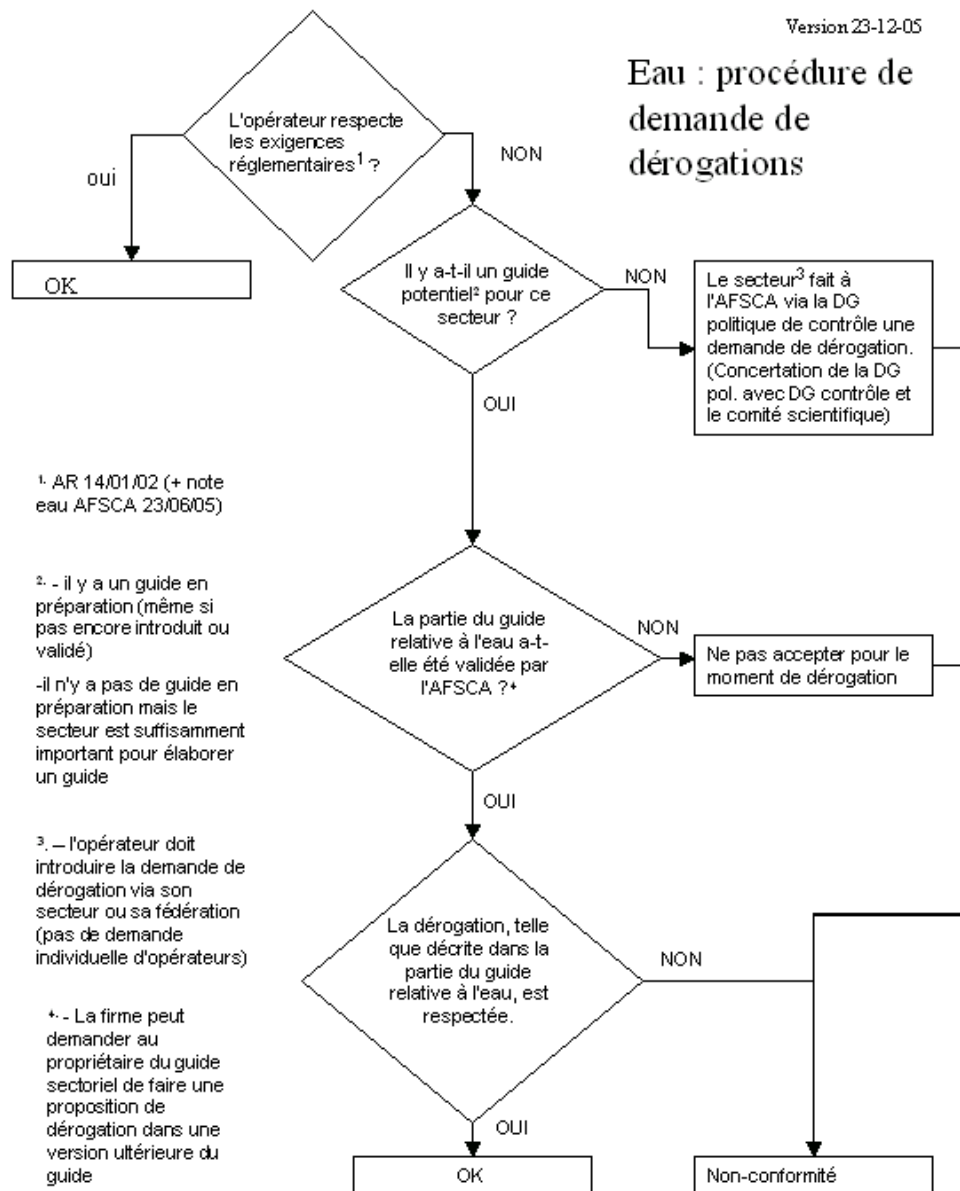 Version 23-12-05
Eau : procédure de
demande de
dérogations
L'opérateur respecte
les exigences
réglementaires¹ ?
oui
NON
OK
Il y a-t-il un guide
potentiel² pour ce
secteur ?
NON
Le secteur³ fait à
l'AFSCA via la DG
politique de contrôle une
demande de dérogation.
(Concertation de la DG
pol. avec DG contrôle et
le comité scientifique)
OUI
¹· AR 14/01/02 (+ note
eau AFSCA 23/06/05)
²· - il y a un guide en
préparation (même si
pas encore introduit ou
validé)
-il n'y a pas de guide en
préparation mais le
secteur est suffisamment
important pour élaborer
un guide
La partie du guide
relative à l'eau a-t-
elle été validée par
l'AFSCA ?⁴
NON
Ne pas accepter pour le
moment de dérogation
OUI
³. – l'opérateur doit
introduire la demande de
dérogation via son
secteur ou sa fédération
(pas de demande
individuelle d'opérateurs)
La dérogation, telle
que décrite dans la
partie du guide
relative à l'eau, est
respectée.
NON
⁴· - La firme peut
demander au
propriétaire du guide
sectoriel de faire une
proposition de
dérogation dans une
version ultérieure du
guide
OUI
OK
Non-conformité